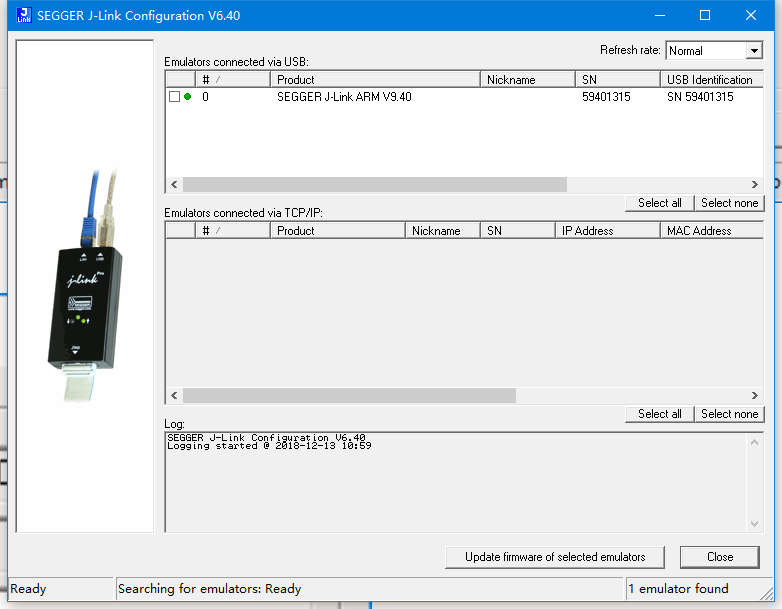 SEGGER J-Link Configuration V6.40
Refresh rate: Normal
Emulators connected via USB:
# Product Nickname SN USB Identification
0 SEGGER J-Link ARM V9.40 59401315 SN 59401315
Select all Select none
Emulators connected via TCP/IP:
# Product Nickname SN IP Address MAC Address
Select all Select none
J-Link Pro
SEGGER
Log:
SEGGER J-Link Configuration V6.40
Logging started @ 2018-12-13 10:59
Update firmware of selected emulators Close
Ready Searching for emulators: Ready 1 emulator found